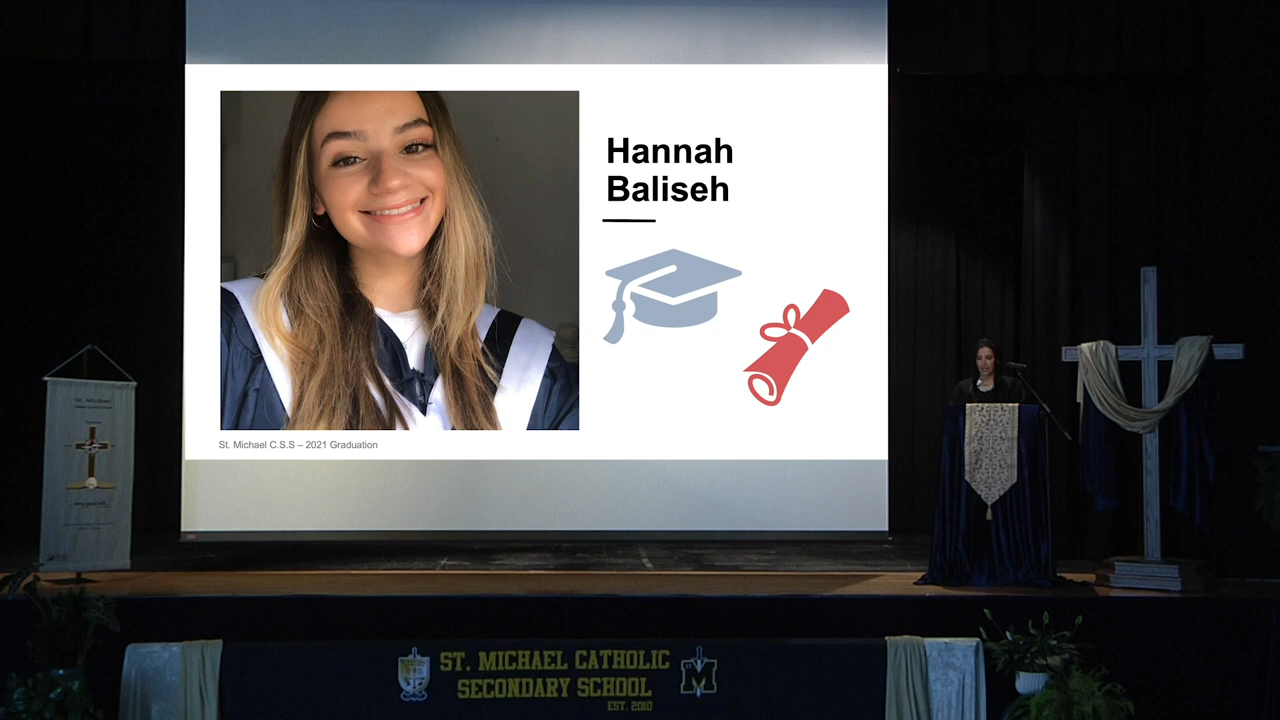 Hannah
Baliseh
St. Michael C.S.S – 2021 Graduation
ST. MICHAEL CATHOLIC
SECONDARY SCHOOL
EST. 2010